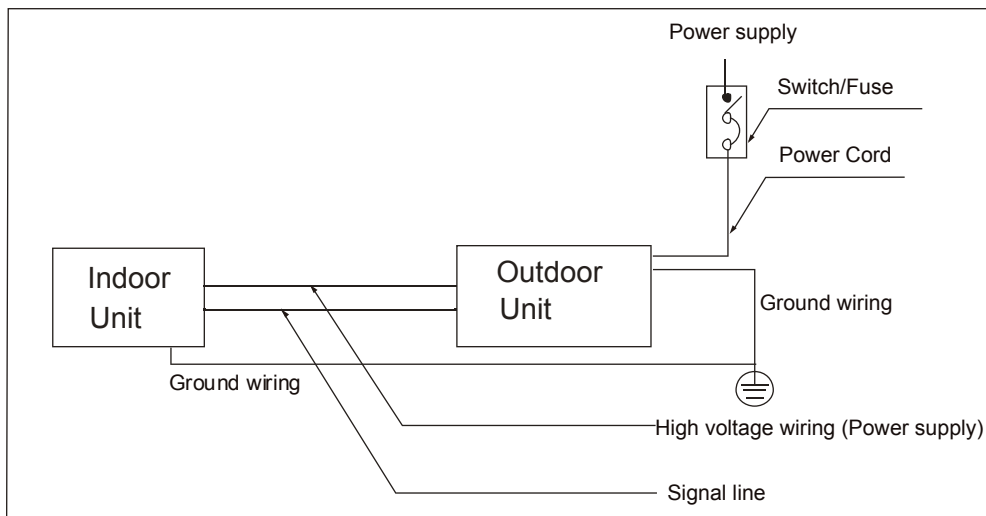 Power supply
Switch/Fuse
Power Cord
Indoor
Unit
Outdoor
Unit
Ground wiring
Ground wiring
High voltage wiring (Power supply)
Signal line